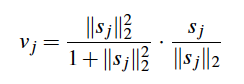 $v_j = \frac{\|s_j\|_2^2}{1 + \|s_j\|_2^2} \cdot \frac{s_j}{\|s_j\|_2}$